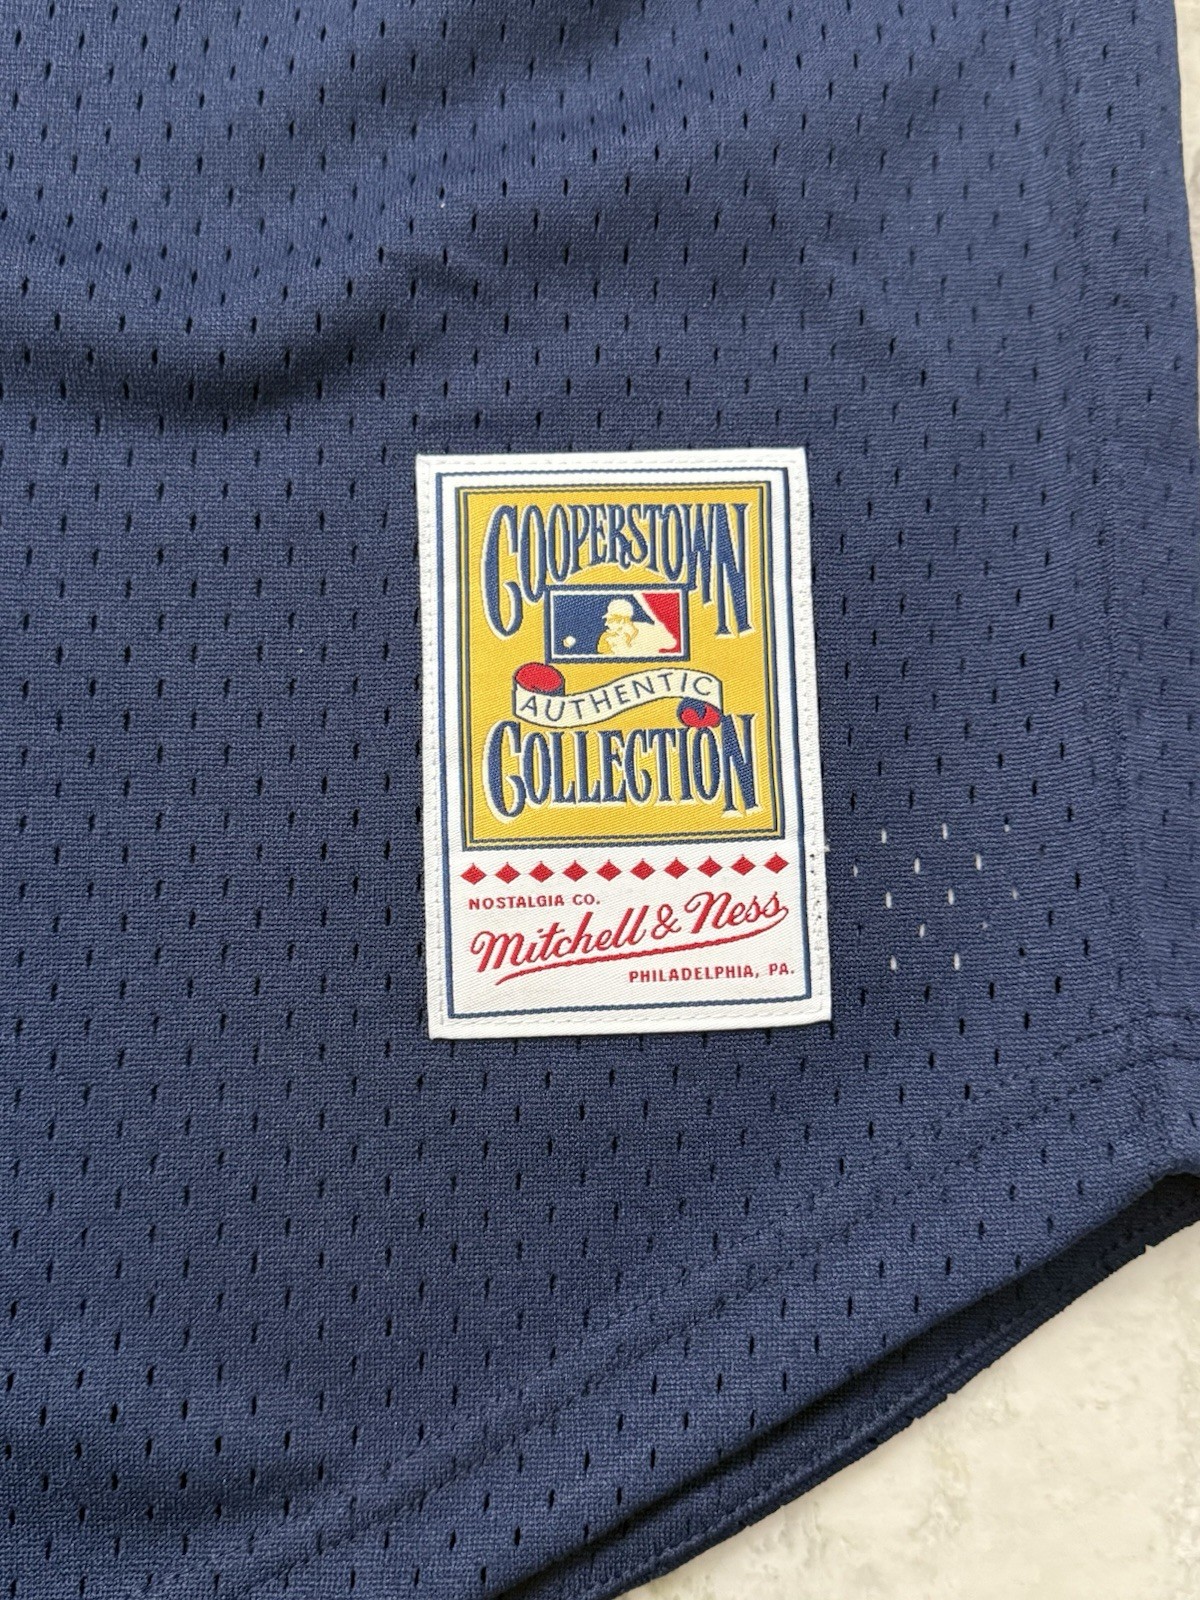 COOPERSTOWN
AUTHENTIC
COLLECTION
NOSTALGIA CO.
Mitchell & Ness
PHILADELPHIA, PA.